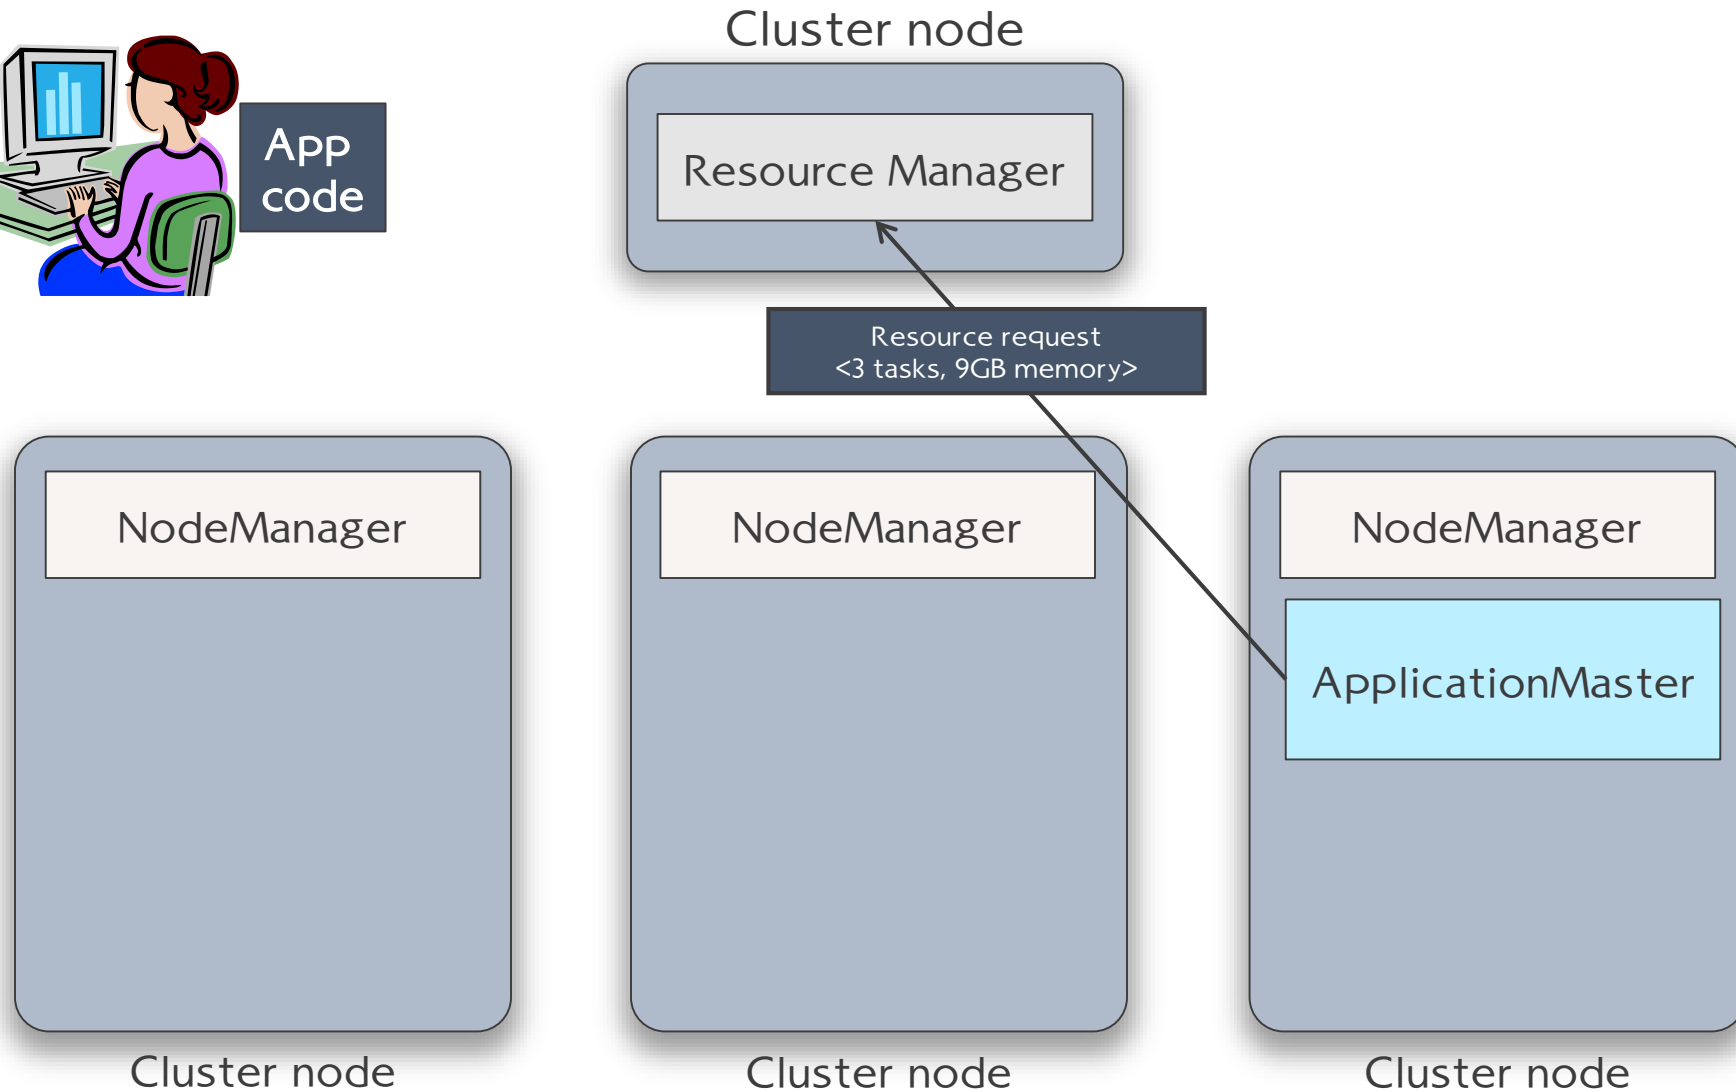 Cluster node
App
code
Resource Manager
Resource request
<3 tasks, 9GB memory>
NodeManager
NodeManager
NodeManager
ApplicationMaster
Cluster node
Cluster node
Cluster node